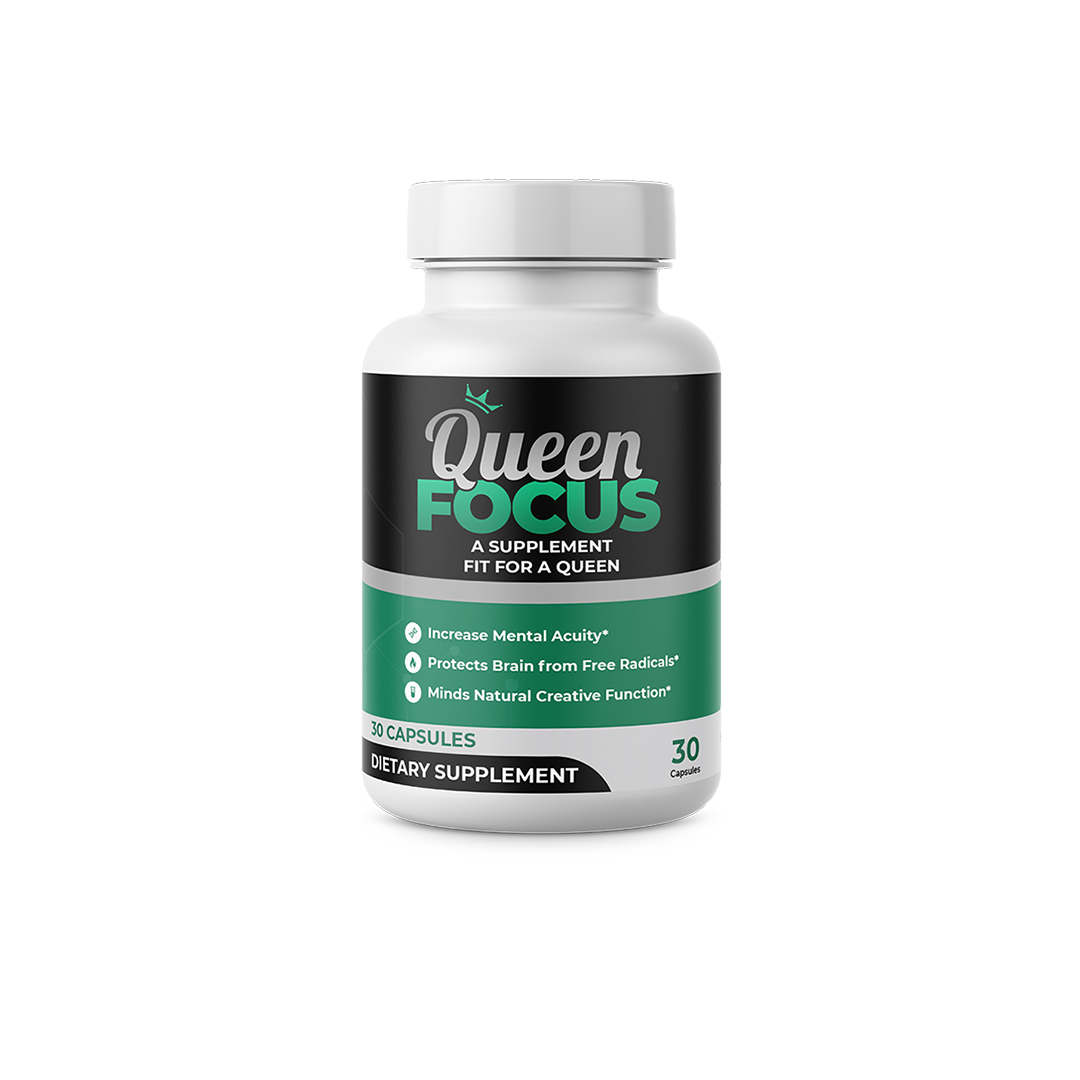 Queen
FOCUS
A SUPPLEMENT
FIT FOR A QUEEN
Increase Mental Acuity*
Protects Brain from Free Radicals*
Minds Natural Creative Function*
30 CAPSULES
DIETARY SUPPLEMENT
30
Capsules